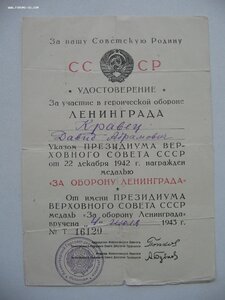 За нашу Советскую Родину
СССР
УДОСТОВЕРЕНИЕ
За участие в героической обороне
ЛЕНИНГРАДА
Кравец
Давид Абрамович
Указом ПРЕЗИДИУМА ВЕР-
ХОВНОГО СОВЕТА СССР
от 22 декабря 1942 г. награжден
медалью
«ЗА ОБОРОНУ ЛЕНИНГРАДА»
От имени ПРЕЗИДИУМА
ВЕРХОВНОГО СОВЕТА СССР
медаль «За оборону Ленинграда»
вручена 1943 г.
№ Т 16120